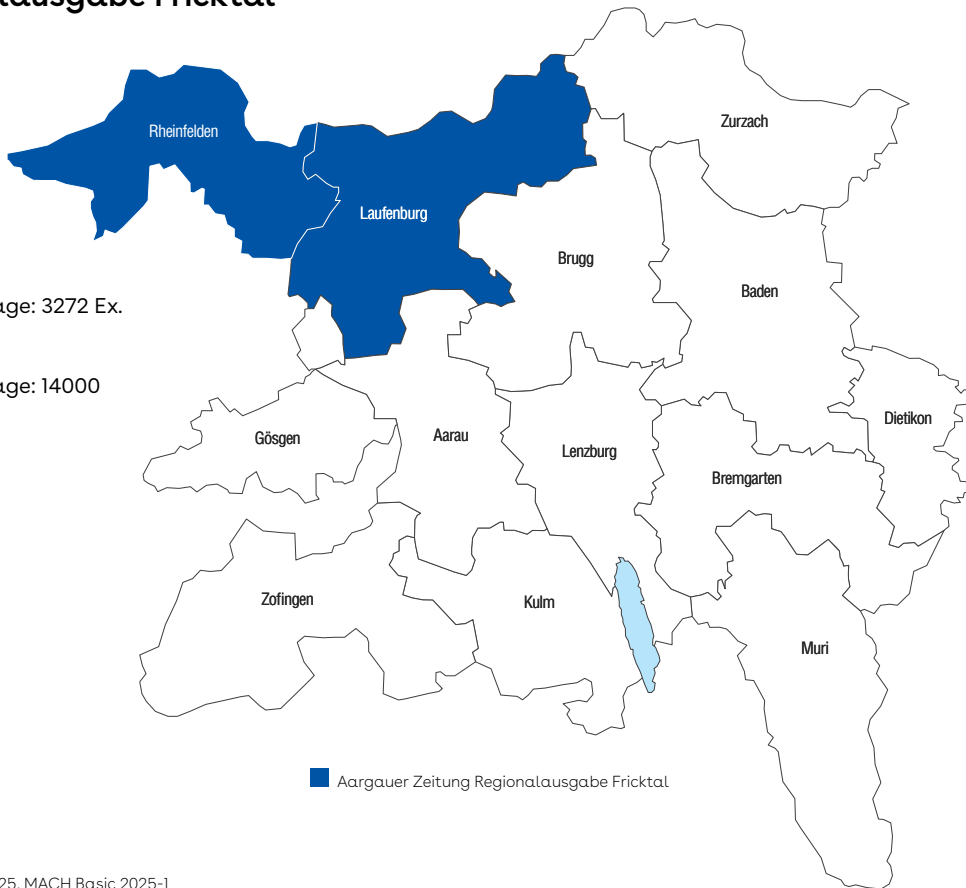 lausgabe Fricktal
Zurzach
Rheinfelden
Laufenburg
Brugg
Baden
age: 3272 Ex.
age: 14000
Dietikon
Gösgen
Aarau
Lenzburg
Bremgarten
Zofingen
Kulm
Muri
Aargauer Zeitung Regionalausgabe Fricktal
25, MACH Basic 2025-1